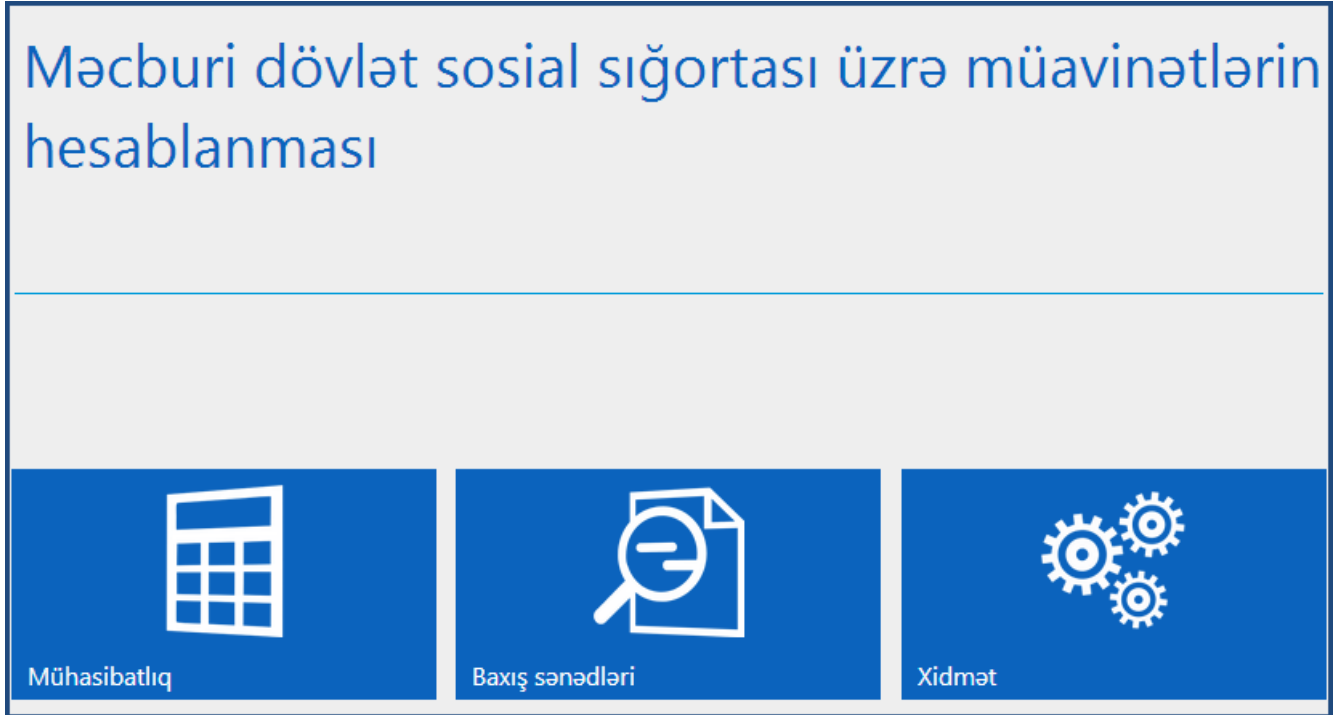 Məcburi dövlət sosial sığortası üzrə müavinətlərin
hesablanması
Mühasibatlıq
Baxış sənədləri
Xidmət